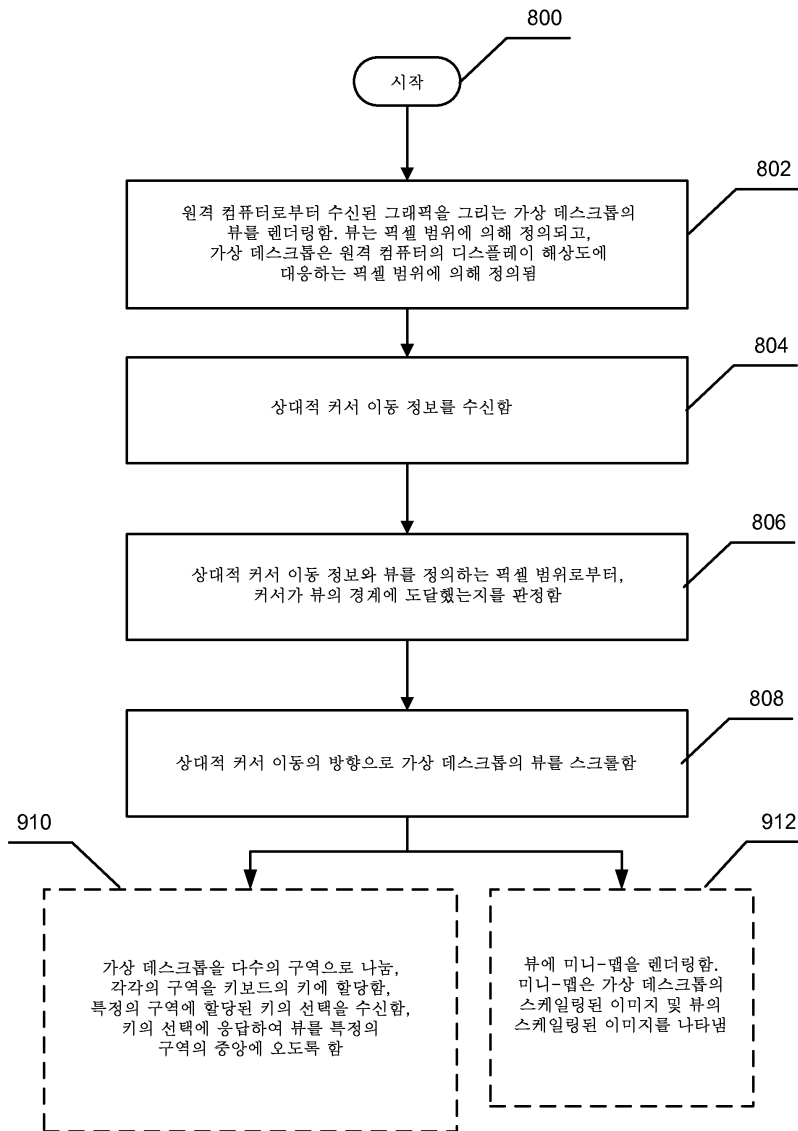 800
시작
802
원격 컴퓨터로부터 수신된 그래픽을 그리는 가상 데스크톱의
뷰를 렌더링함. 뷰는 픽셀 범위에 의해 정의되고,
가상 데스크톱은 원격 컴퓨터의 디스플레이 해상도에
대응하는 픽셀 범위에 의해 정의됨
804
상대적 커서 이동 정보를 수신함
806
상대적 커서 이동 정보와 뷰를 정의하는 픽셀 범위로부터,
커서가 뷰의 경계에 도달했는지를 판정함
808
상대적 커서 이동의 방향으로 가상 데스크톱의 뷰를 스크롤함
910
가상 데스크톱을 다수의 구역으로 나눔,
각각의 구역을 키보드의 키에 할당함,
특정의 구역에 할당된 키의 선택을 수신함,
키의 선택에 응답하여 뷰를 특정의
구역의 중앙에 오도록 함
912
뷰에 미니-맵을 렌더링함.
미니-맵은 가상 데스크톱의
스케일링된 이미지 및 뷰의
스케일링된 이미지를 나타냄